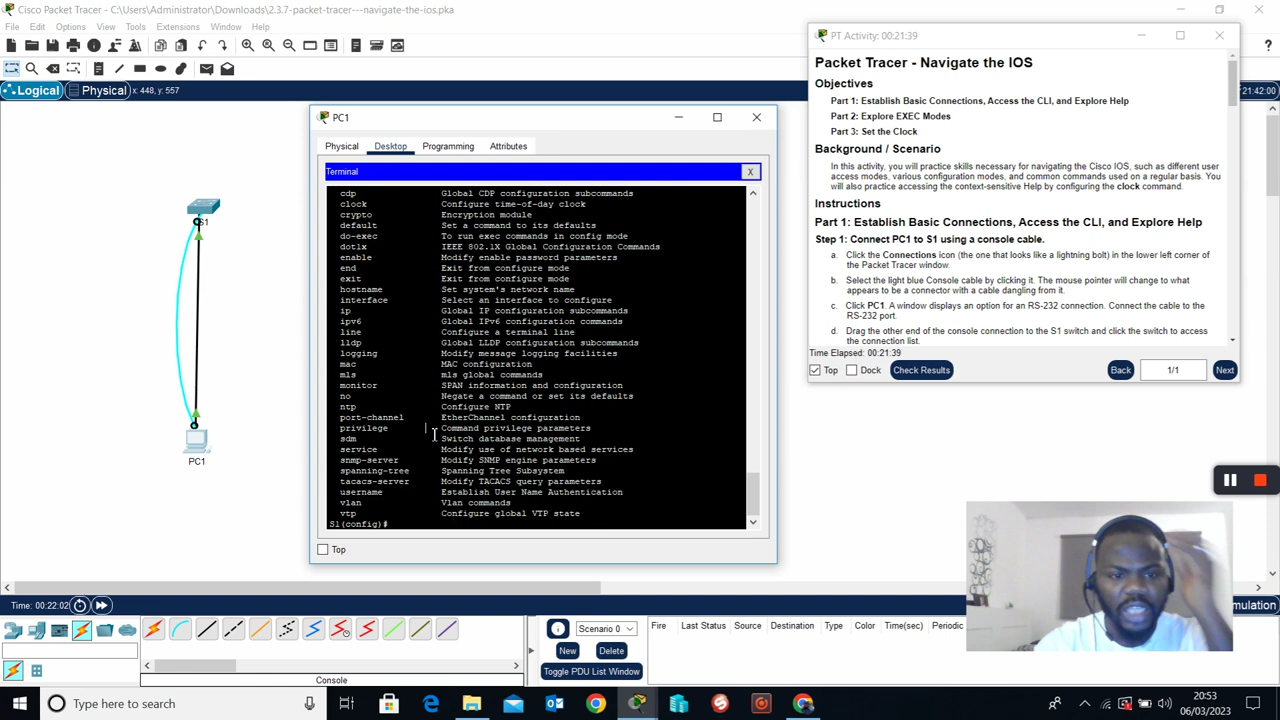 Cisco Packet Tracer - C:\Users\Administrator\Downloads\2.3.7-packet-tracer---navigate-the-ios.pka
File Edit Options View Tools Extensions Window Help
Logical Physical x: 448, y: 557
21:42:00
PT Activity: 00:21:39
Packet Tracer - Navigate the IOS
Objectives
Part 1: Establish Basic Connections, Access the CLI, and Explore Help
Part 2: Explore EXEC Modes
Part 3: Set the Clock
Background / Scenario
In this activity, you will practice skills necessary for navigating the Cisco IOS, such as different user
access modes, various configuration modes, and common commands used on a regular basis. You
will also practice accessing the context-sensitive Help by configuring the clock command.
Instructions
Part 1: Establish Basic Connections, Access the CLI, and Explore Help
Step 1: Connect PC1 to S1 using a console cable.
a. Click the Connections icon (the one that looks like a lightning bolt) in the lower left corner of
the Packet Tracer window.
b. Select the light blue Console cable by clicking it. The mouse pointer will change to what
appears to be a connector with a cable dangling from it.
c. Click PC1. A window displays an option for an RS-232 connection. Connect the cable to the
RS-232 port.
d. Drag the other end of the console connection to the S1 switch and click the switch to access
the connection list.
Time Elapsed: 00:21:39
Top Dock Check Results Back 1/1 Next
S1
PC1
PC1
Physical Desktop Programming Attributes
Terminal X
cdp Global CDP configuration subcommands
clock Configure time-of-day clock
crypto Encryption module
default Set a command to its defaults
do-exec To run exec commands in config mode
dot1x IEEE 802.1X Global Configuration Commands
enable Modify enable password parameters
end Exit from configure mode
exit Exit from configure mode
hostname Set system's network name
interface Select an interface to configure
ip Global IP configuration subcommands
ipv6 Global IPv6 configuration commands
line Configure a terminal line
lldp Global LLDP configuration subcommands
logging Modify message logging facilities
mac MAC configuration
mls mls global commands
monitor SPAN information and configuration
no Negate a command or set its defaults
ntp Configure NTP
port-channel EtherChannel configuration
privilege Command privilege parameters
sdm Switch database management
service Modify use of network based services
snmp-server Modify SNMP engine parameters
spanning-tree Spanning Tree Subsystem
tacacs-server Modify TACACS query parameters
username Establish User Name Authentication
vlan Vlan commands
vtp Configure global VTP state
S1(config)#
Top
Time: 00:22:02
Scenario 0
New Delete
Toggle PDU List Window
Fire Last Status Source Destination Type Color Time(sec) Periodic
Console
Type here to search
20:53
06/03/2023